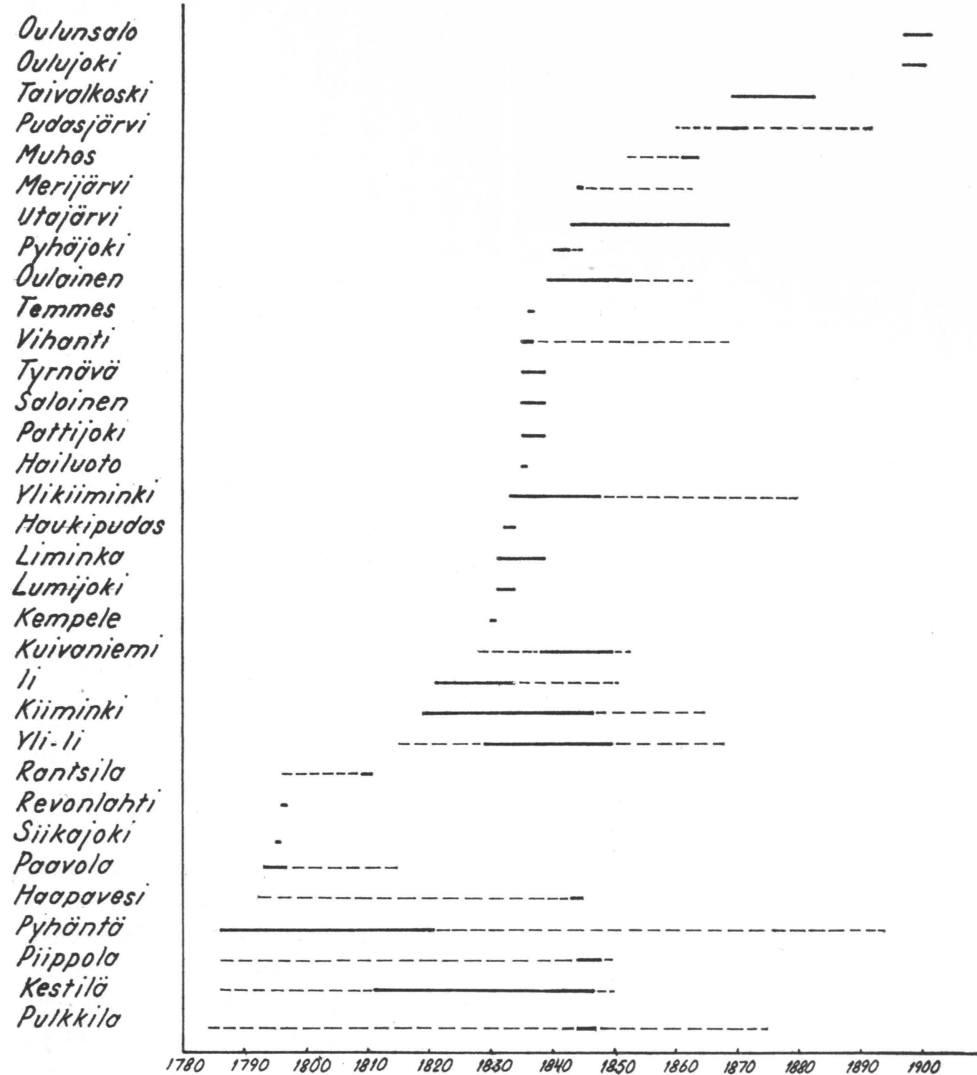 Oulunsalo
Oulujoki
Taivalkoski
Pudasjärvi
Muhos
Merijärvi
Utajärvi
Pyhäjoki
Oulainen
Temmes
Vihanti
Tyrnävä
Saloinen
Pattijoki
Hailuoto
Ylikiiminki
Haukipudas
Liminka
Lumijoki
Kempele
Kuivaniemi
Ii
Kiiminki
Yli-Ii
Rantsila
Revonlahti
Siikajoki
Paavola
Haapavesi
Pyhäntä
Piippola
Kestilä
Pulkkila
1780 1790 1800 1810 1820 1830 1840 1850 1860 1870 1880 1890 1900